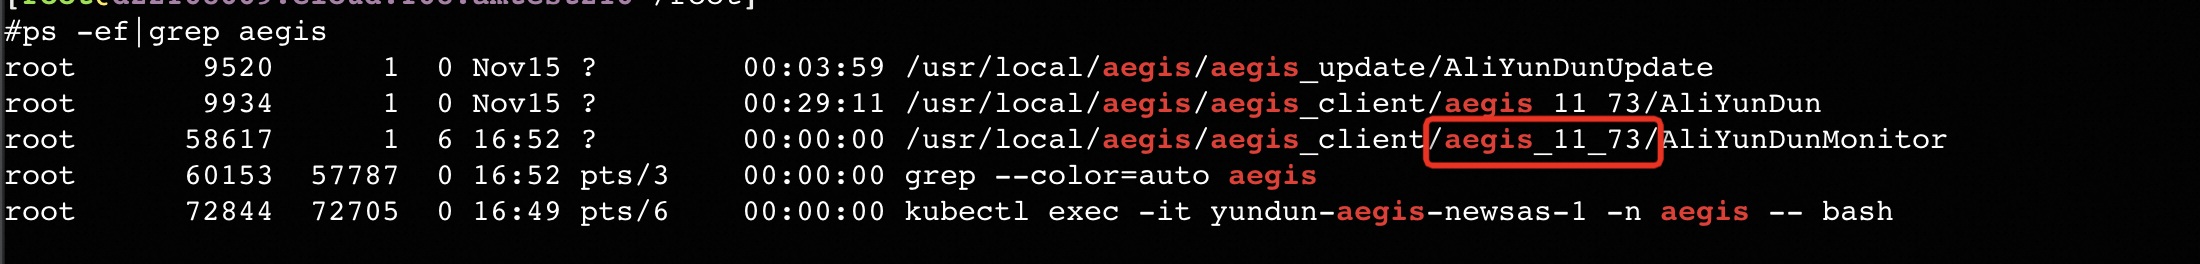 #ps -ef|grep aegis
root 9520 1 0 Nov15 ? 00:03:59 /usr/local/aegis/aegis_update/AliYunDunUpdate
root 9934 1 0 Nov15 ? 00:29:11 /usr/local/aegis/aegis_client/aegis_11_73/AliYunDun
root 58617 1 6 16:52 ? 00:00:00 /usr/local/aegis/aegis_client/aegis_11_73/AliYunDunMonitor
root 60153 57787 0 16:52 pts/3 00:00:00 grep --color=auto aegis
root 72844 72705 0 16:49 pts/6 00:00:00 kubectl exec -it yundun-aegis-newsas-1 -n aegis -- bash